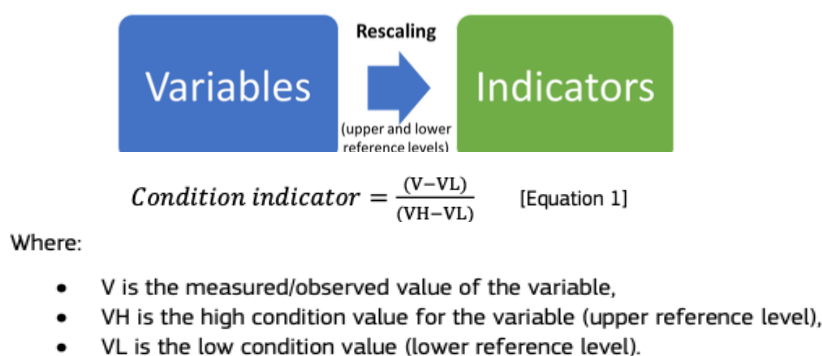 Rescaling
Variables
Indicators
(upper and lower
reference levels)
Condition indicator = (V−VL)/(VH−VL) [Equation 1]
Where:
• V is the measured/observed value of the variable,
• VH is the high condition value for the variable (upper reference level),
• VL is the low condition value (lower reference level).